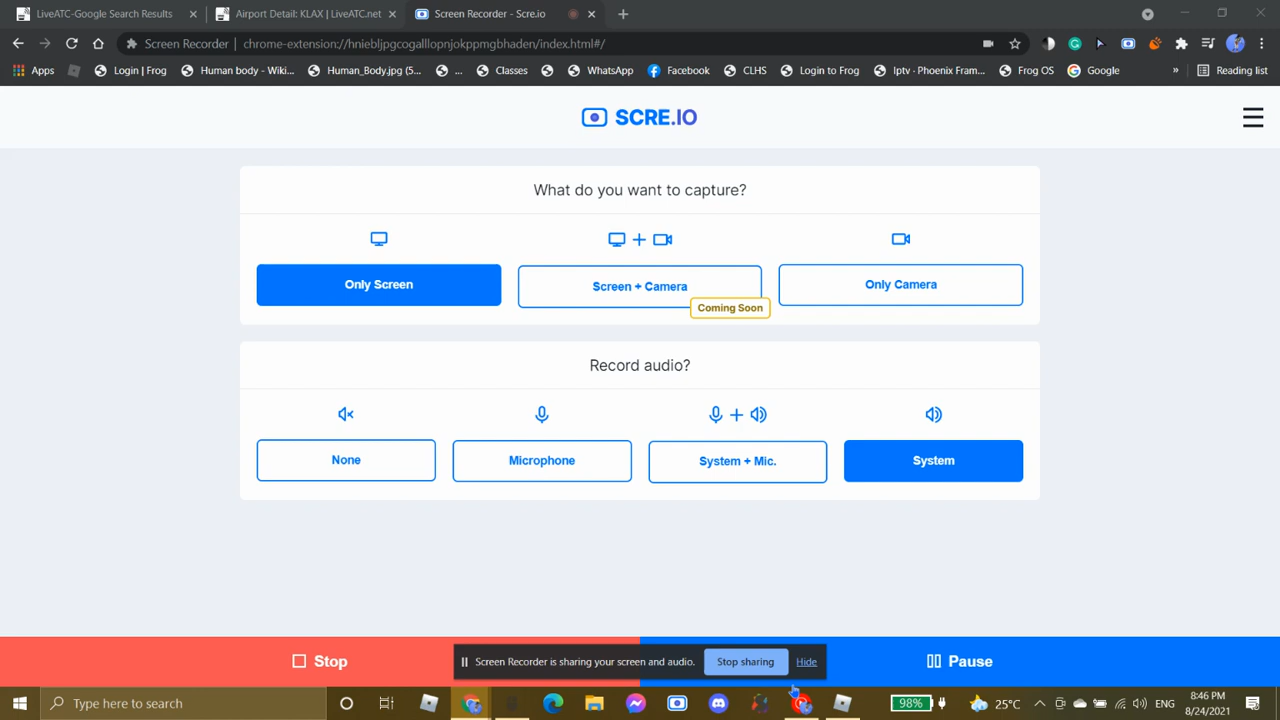 LiveATC-Google Search Results
Airport Detail: KLAX | LiveATC.net
Screen Recorder - Scre.io
Screen Recorder | chrome-extension://hniebljpgcogalllopnjokppmgbhaden/index.html#/
Apps
Login | Frog
Human body - Wiki...
Human_Body.jpg (5...
...
Classes
WhatsApp
Facebook
CLHS
Login to Frog
Iptv - Phoenix Fram...
Frog OS
Google
»
Reading list
SCRE.IO
What do you want to capture?
Only Screen
Screen + Camera
Only Camera
Coming Soon
Record audio?
None
Microphone
System + Mic.
System
Stop
Screen Recorder is sharing your screen and audio.
Stop sharing
Hide
Pause
Type here to search
98%
25°C
ENG
8:46 PM
8/24/2021